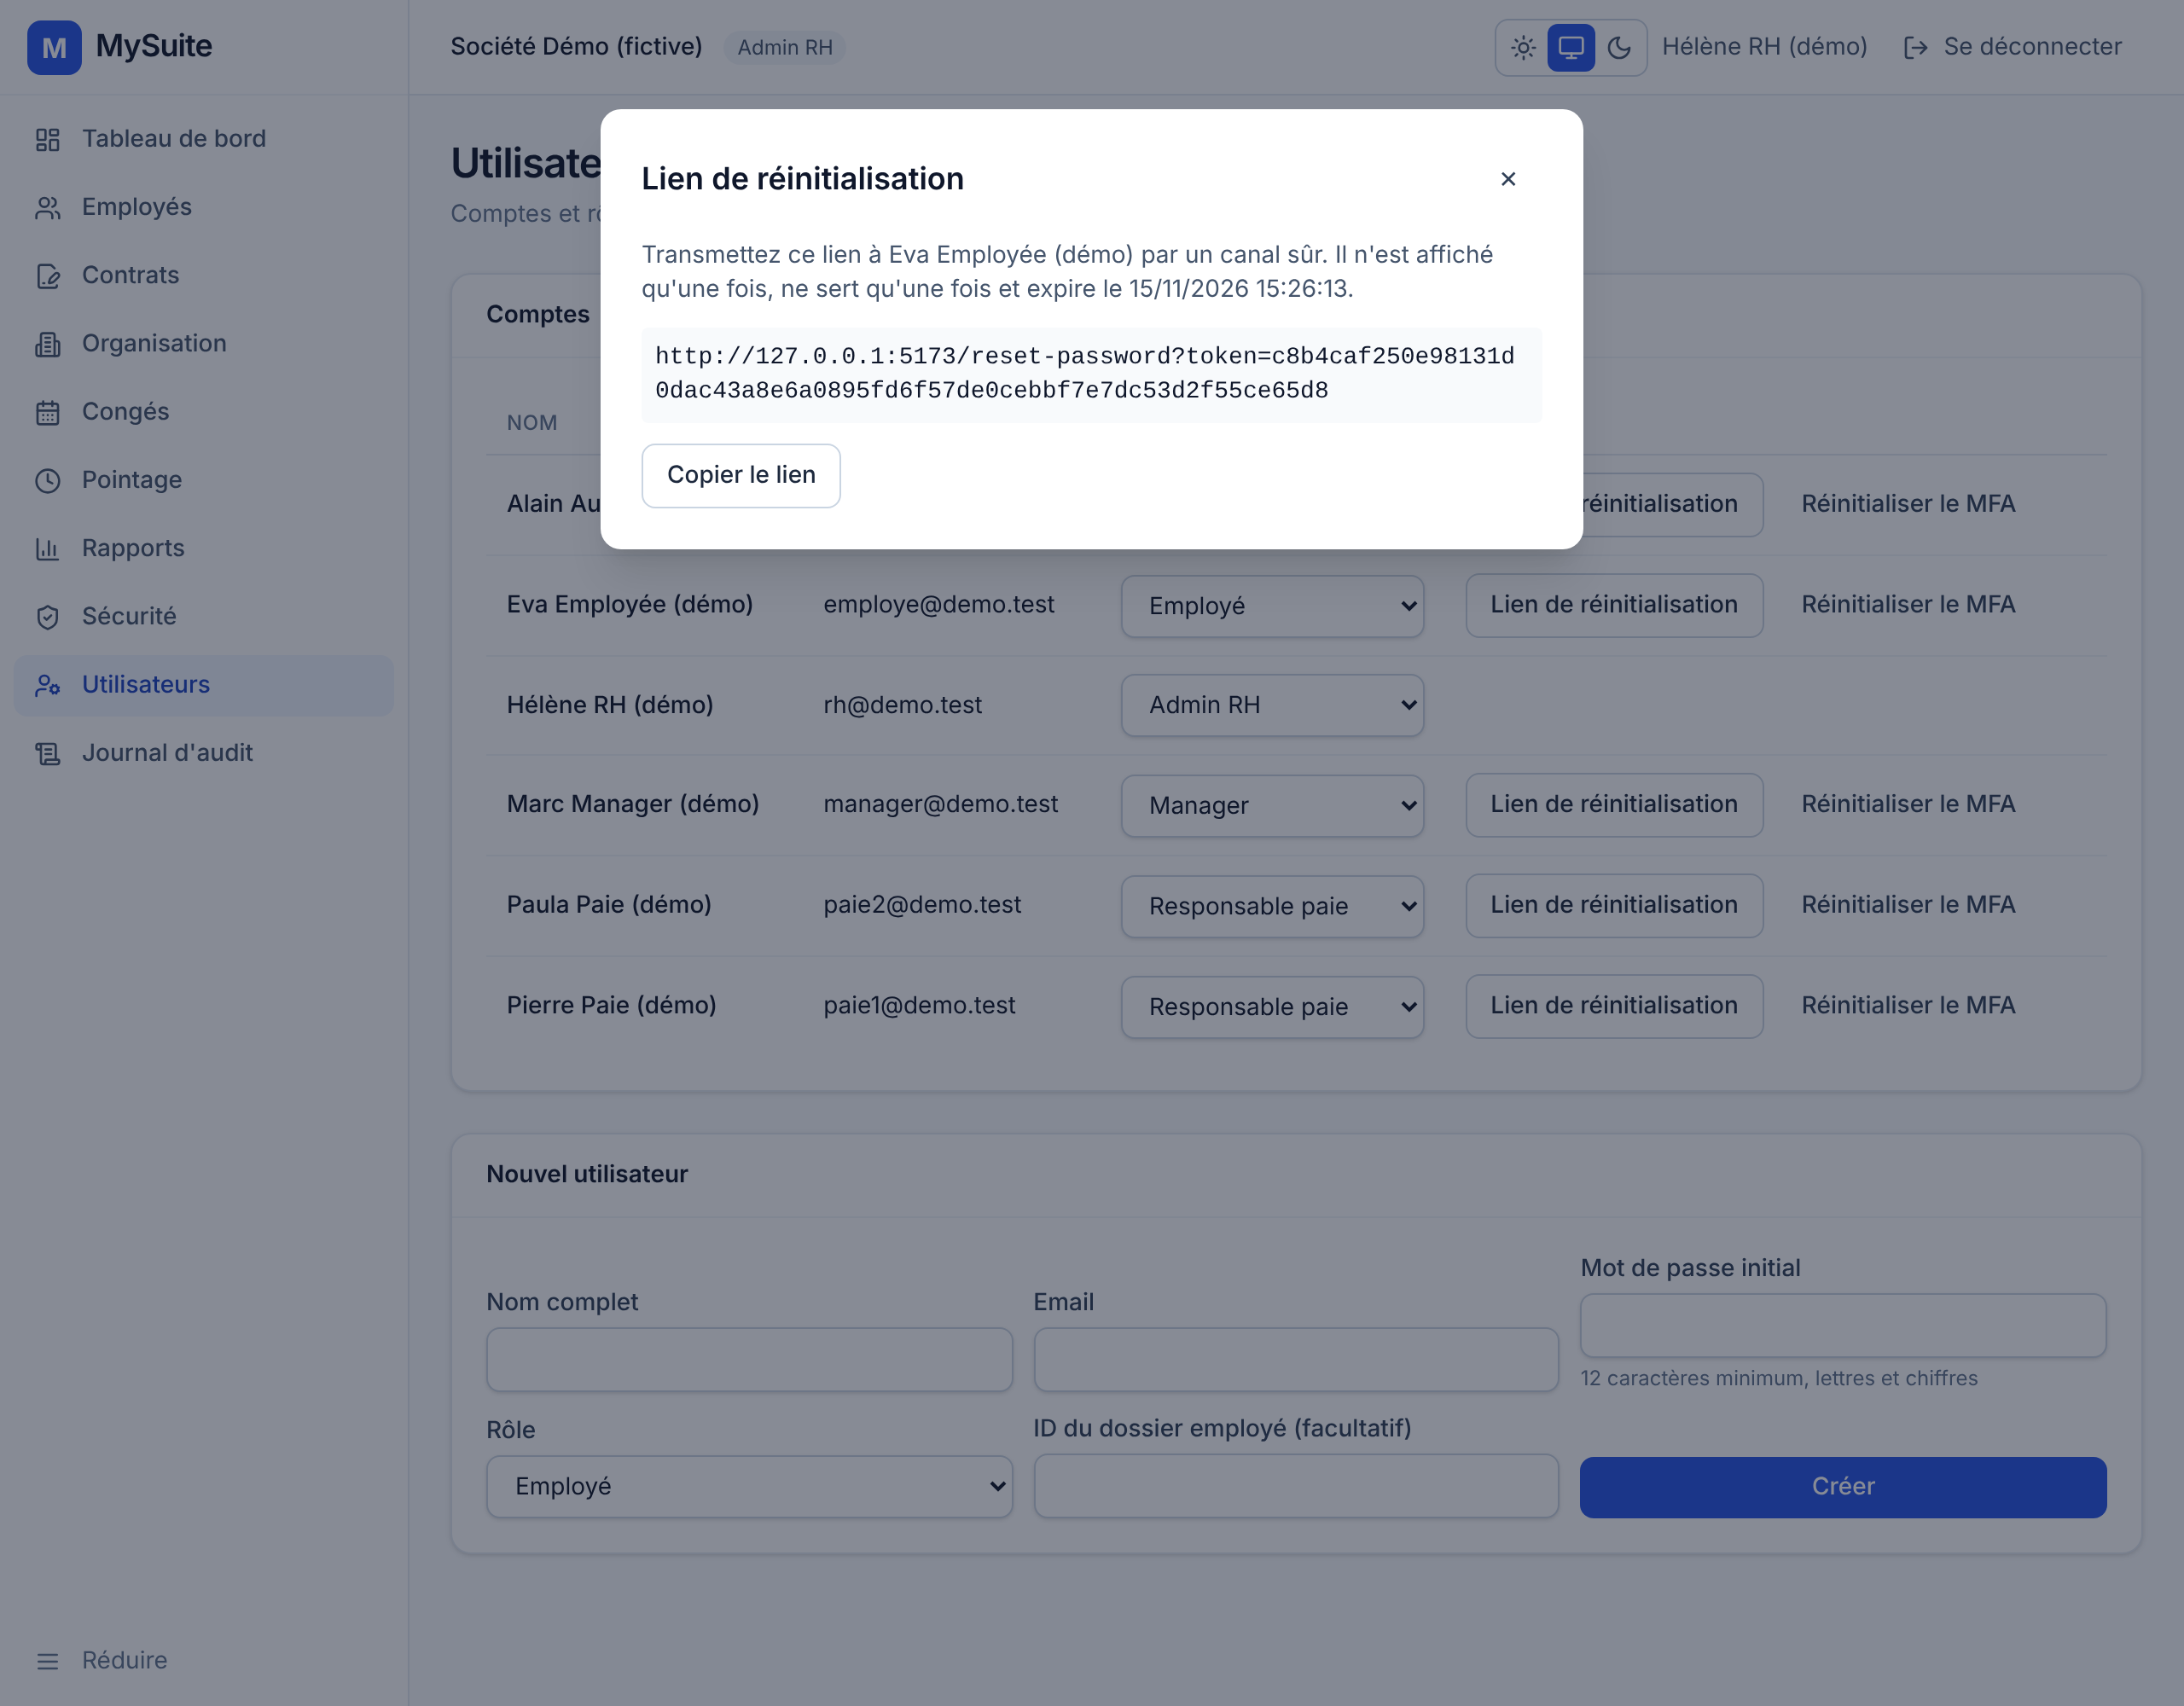 M MySuite
Société Démo (fictive) Admin RH Hélène RH (démo) Se déconnecter
Tableau de bord
Employés
Contrats
Organisation
Congés
Pointage
Rapports
Sécurité
Utilisateurs
Journal d'audit
Réduire
Utilisate
Comptes et r
Lien de réinitialisation
Transmettez ce lien à Eva Employée (démo) par un canal sûr. Il n'est affiché
qu'une fois, ne sert qu'une fois et expire le 15/11/2026 15:26:13.
http://127.0.0.1:5173/reset-password?token=c8b4caf250e98131d
0dac43a8e6a0895fd6f57de0cebbf7e7dc53d2f55ce65d8
Copier le lien
Comptes
NOM
Alain Au réinitialisation Réinitialiser le MFA
Eva Employée (démo) employe@demo.test Employé Lien de réinitialisation Réinitialiser le MFA
Hélène RH (démo) rh@demo.test Admin RH
Marc Manager (démo) manager@demo.test Manager Lien de réinitialisation Réinitialiser le MFA
Paula Paie (démo) paie2@demo.test Responsable paie Lien de réinitialisation Réinitialiser le MFA
Pierre Paie (démo) paie1@demo.test Responsable paie Lien de réinitialisation Réinitialiser le MFA
Nouvel utilisateur
Nom complet
Email
Mot de passe initial
12 caractères minimum, lettres et chiffres
Rôle
Employé
ID du dossier employé (facultatif)
Créer